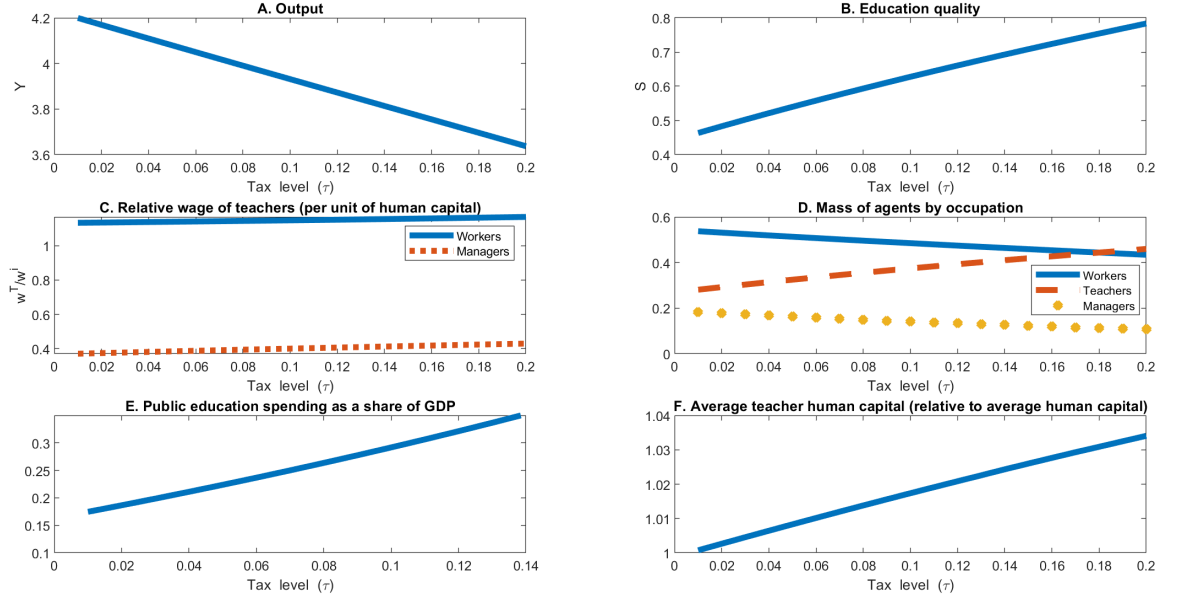 A. Output
4.2
4
3.8
3.6
Y
0 0.02 0.04 0.06 0.08 0.1 0.12 0.14 0.16 0.18 0.2
Tax level (τ)
B. Education quality
0.8
0.7
0.6
0.5
0.4
S
0 0.02 0.04 0.06 0.08 0.1 0.12 0.14 0.16 0.18 0.2
Tax level (τ)
C. Relative wage of teachers (per unit of human capital)
1
0.8
0.6
0.4
w^T/w^i
Workers
Managers
0 0.02 0.04 0.06 0.08 0.1 0.12 0.14 0.16 0.18 0.2
Tax level (τ)
D. Mass of agents by occupation
0.6
0.4
0.2
0
Workers
Teachers
Managers
0 0.02 0.04 0.06 0.08 0.1 0.12 0.14 0.16 0.18 0.2
Tax level (τ)
E. Public education spending as a share of GDP
0.3
0.25
0.2
0.15
0.1
0 0.02 0.04 0.06 0.08 0.1 0.12 0.14
Tax level (τ)
F. Average teacher human capital (relative to average human capital)
1.04
1.03
1.02
1.01
1
0 0.02 0.04 0.06 0.08 0.1 0.12 0.14 0.16 0.18 0.2
Tax level (τ)